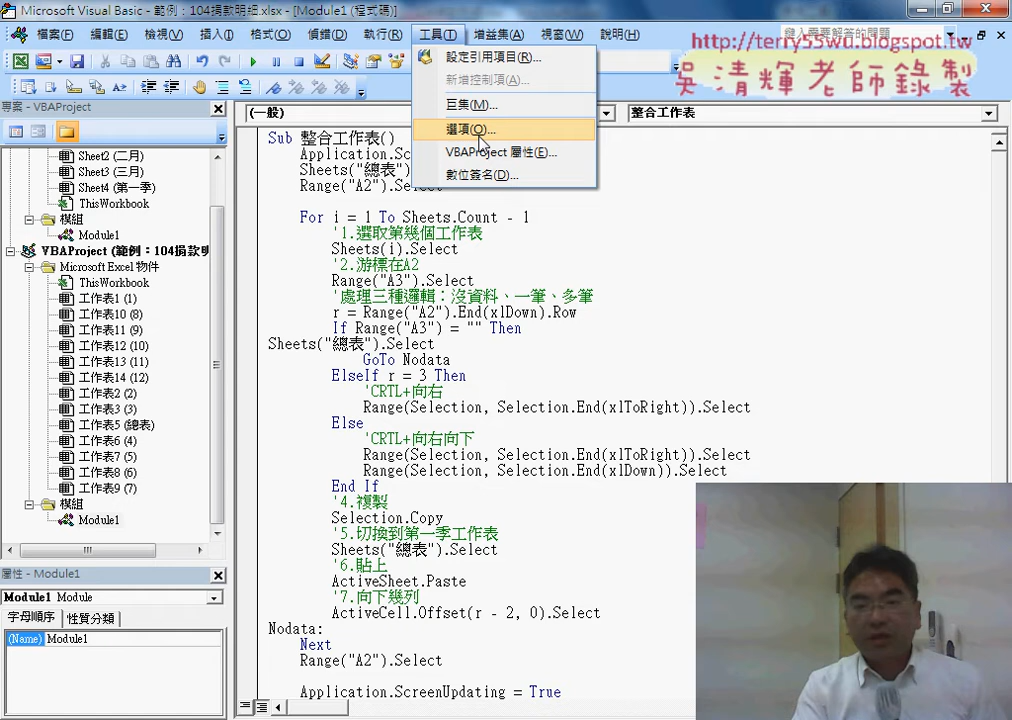 Microsoft Visual Basic - 範例：104捐款明細.xlsx - [Module1 (程式碼)]
檔案(F) 編輯(E) 檢視(V) 插入(I) 格式(O) 偵錯(D) 執行(R) 工具(T) 增益集(A) 視窗(W) 說明(H)
鍵入需要解答的問題
http://terry55wu.blogspot.tw
吳清輝老師錄製
設定引用項目(R)...
新增控制項(A)...
巨集(M)...
選項(O)...
VBAProject 屬性(E)...
數位簽名(D)...
專案 - VBAProject
Sheet2 (二月)
Sheet3 (三月)
Sheet4 (第一季)
ThisWorkbook
模組
Module1
VBAProject (範例：104捐款明
Microsoft Excel 物件
ThisWorkbook
工作表1 (1)
工作表10 (8)
工作表11 (9)
工作表12 (10)
工作表13 (11)
工作表14 (12)
工作表2 (2)
工作表3 (3)
工作表5 (總表)
工作表6 (4)
工作表7 (5)
工作表8 (6)
工作表9 (7)
模組
Module1
屬性 - Module1
Module1 Module
字母順序 性質分類
(Name) Module1
(一般) 整合工作表
Sub 整合工作表()
Application.Scr
Sheets("總表").
Range("A2").Select
For i = 1 To Sheets.Count - 1
'1.選取第幾個工作表
Sheets(i).Select
'2.游標在A2
Range("A3").Select
'處理三種邏輯：沒資料、一筆、多筆
r = Range("A2").End(xlDown).Row
If Range("A3") = "" Then
Sheets("總表").Select
GoTo Nodata
ElseIf r = 3 Then
'CRTL+向右
Range(Selection, Selection.End(xlToRight)).Select
Else
'CRTL+向右向下
Range(Selection, Selection.End(xlToRight)).Select
Range(Selection, Selection.End(xlDown)).Select
End If
'4.複製
Selection.Copy
'5.切換到第一季工作表
Sheets("總表").Select
'6.貼上
ActiveSheet.Paste
'7.向下幾列
ActiveCell.Offset(r - 2, 0).Select
Nodata:
Next
Range("A2").Select
Application.ScreenUpdating = True